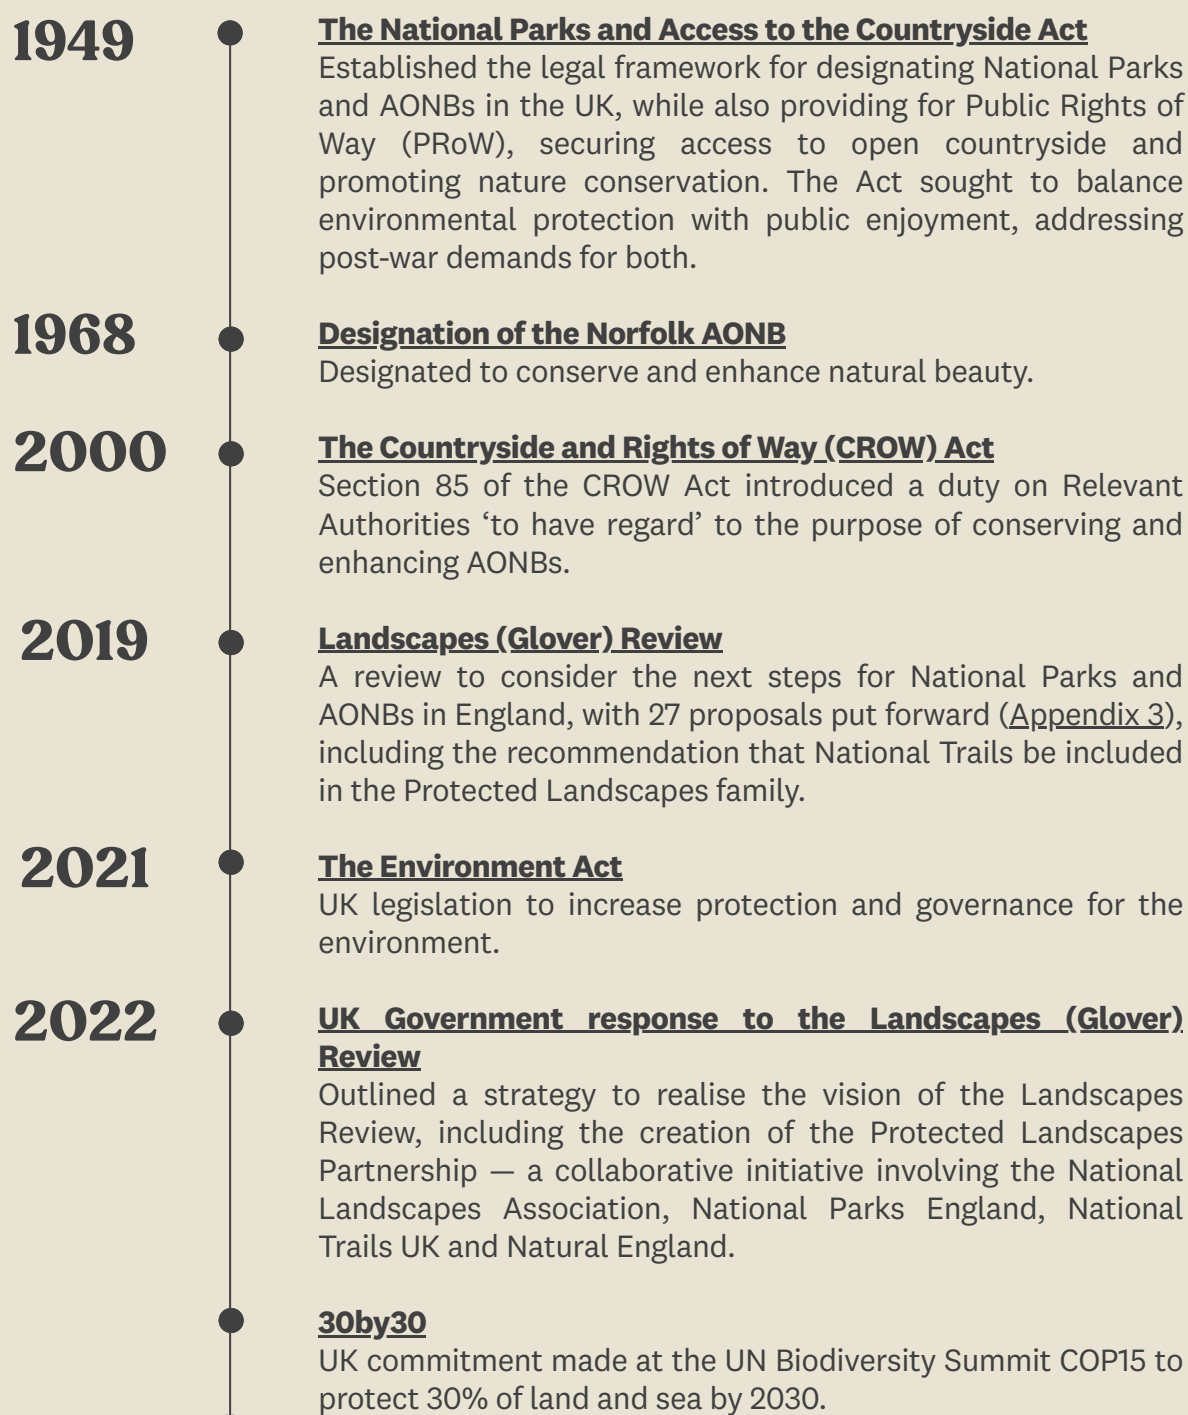 1949
The National Parks and Access to the Countryside Act
Established the legal framework for designating National Parks
and AONBs in the UK, while also providing for Public Rights of
Way (PRoW), securing access to open countryside and
promoting nature conservation. The Act sought to balance
environmental protection with public enjoyment, addressing
post-war demands for both.
1968
Designation of the Norfolk AONB
Designated to conserve and enhance natural beauty.
2000
The Countryside and Rights of Way (CROW) Act
Section 85 of the CROW Act introduced a duty on Relevant
Authorities ‘to have regard’ to the purpose of conserving and
enhancing AONBs.
2019
Landscapes (Glover) Review
A review to consider the next steps for National Parks and
AONBs in England, with 27 proposals put forward (Appendix 3),
including the recommendation that National Trails be included
in the Protected Landscapes family.
2021
The Environment Act
UK legislation to increase protection and governance for the
environment.
2022
UK Government response to the Landscapes (Glover)
Review
Outlined a strategy to realise the vision of the Landscapes
Review, including the creation of the Protected Landscapes
Partnership — a collaborative initiative involving the National
Landscapes Association, National Parks England, National
Trails UK and Natural England.
30by30
UK commitment made at the UN Biodiversity Summit COP15 to
protect 30% of land and sea by 2030.